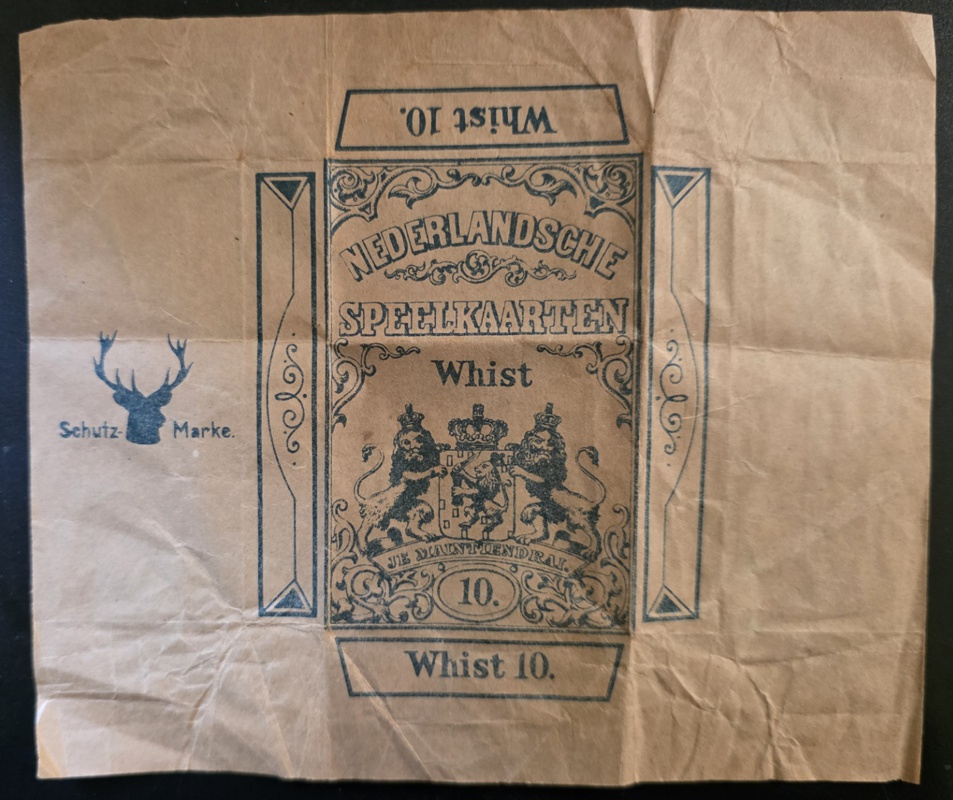 Whist 10.
NEDERLANDSCHE
SPEELKAARTEN
Whist
Schutz- Marke.
JE MAINTIENDRAI.
10.
Whist 10.